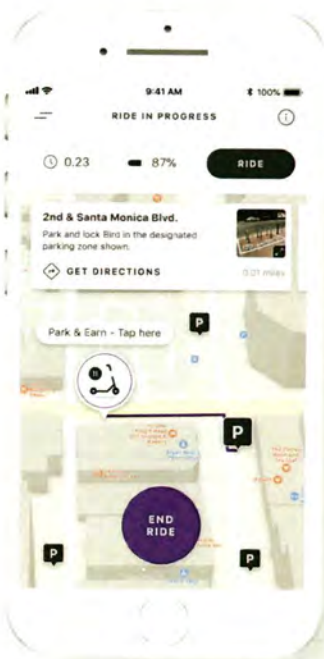 9:41 AM
100%
RIDE IN PROGRESS
0.23
87%
RIDE
2nd & Santa Monica Blvd.
Park and lock Bird in the designated
parking zone shown.
GET DIRECTIONS
0.21 miles
Park & Earn - Tap here
P
P
END
RIDE
P
P